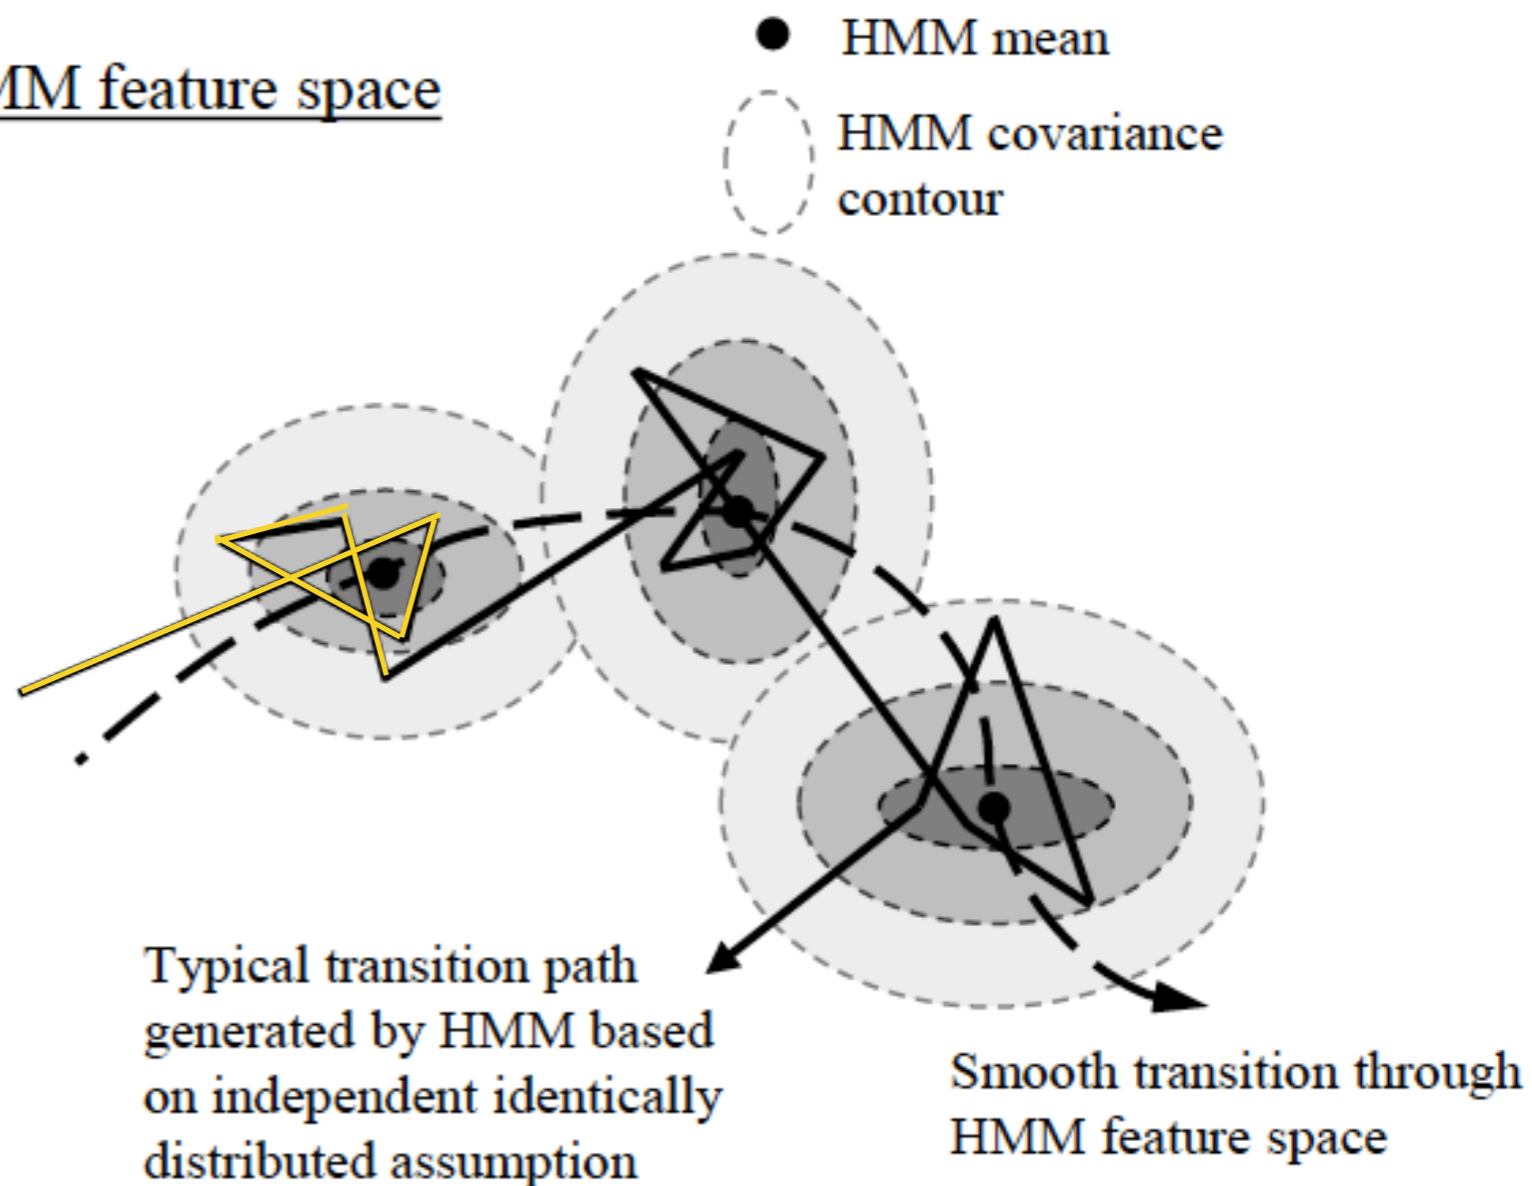 MM feature space
HMM mean
HMM covariance
contour
Typical transition path
generated by HMM based
on independent identically
distributed assumption
Smooth transition through
HMM feature space